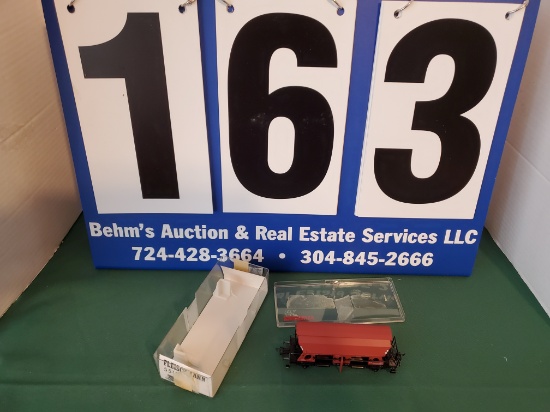 163
Behm's Auction & Real Estate Services LLC
724-428-3664 • 304-845-2666